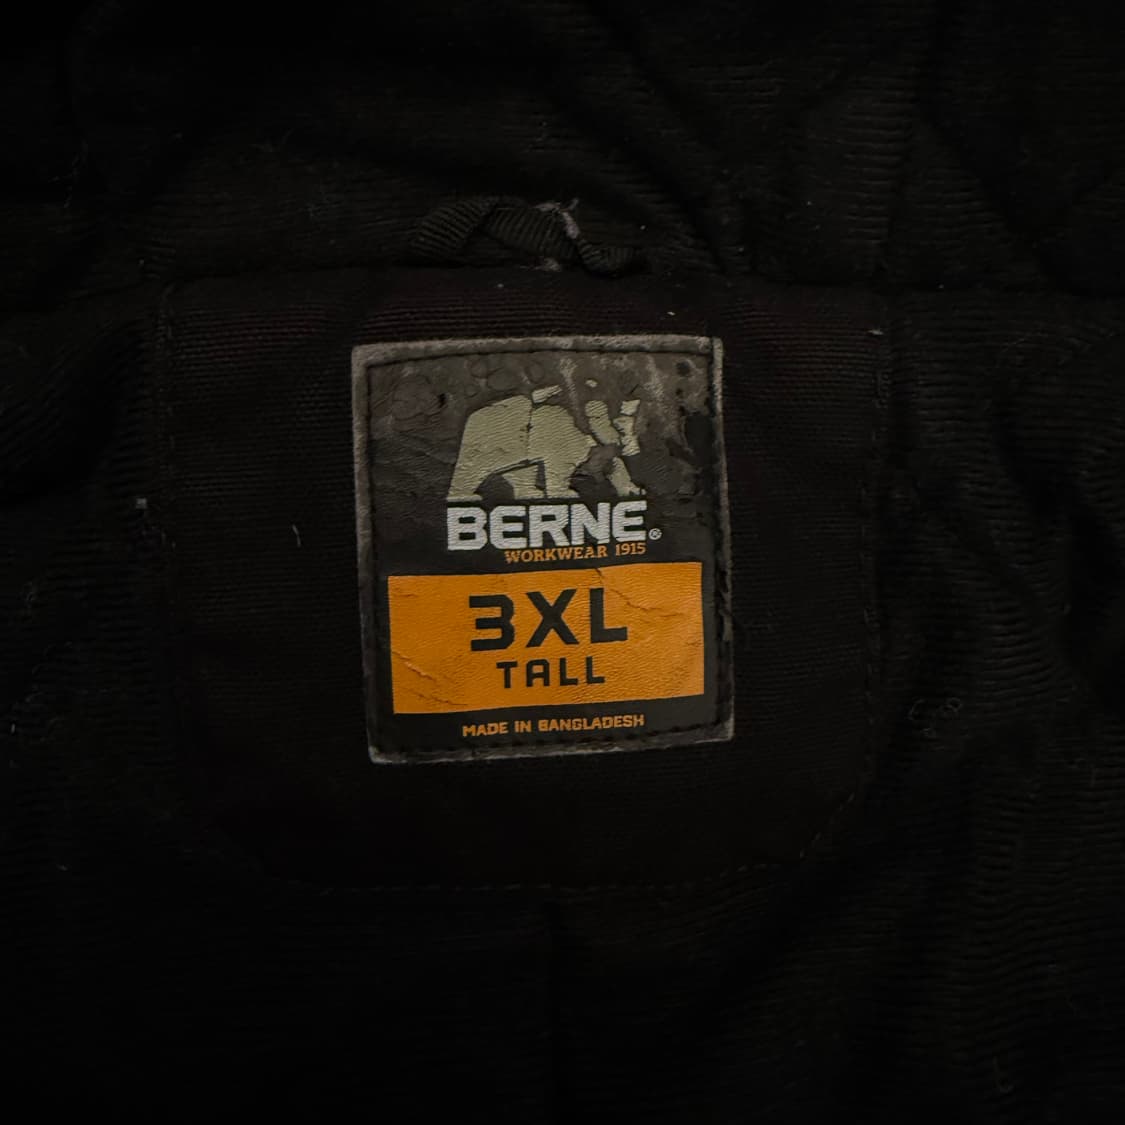 BERNE®
WORKWEAR 1915
3XL
TALL
MADE IN BANGLADESH